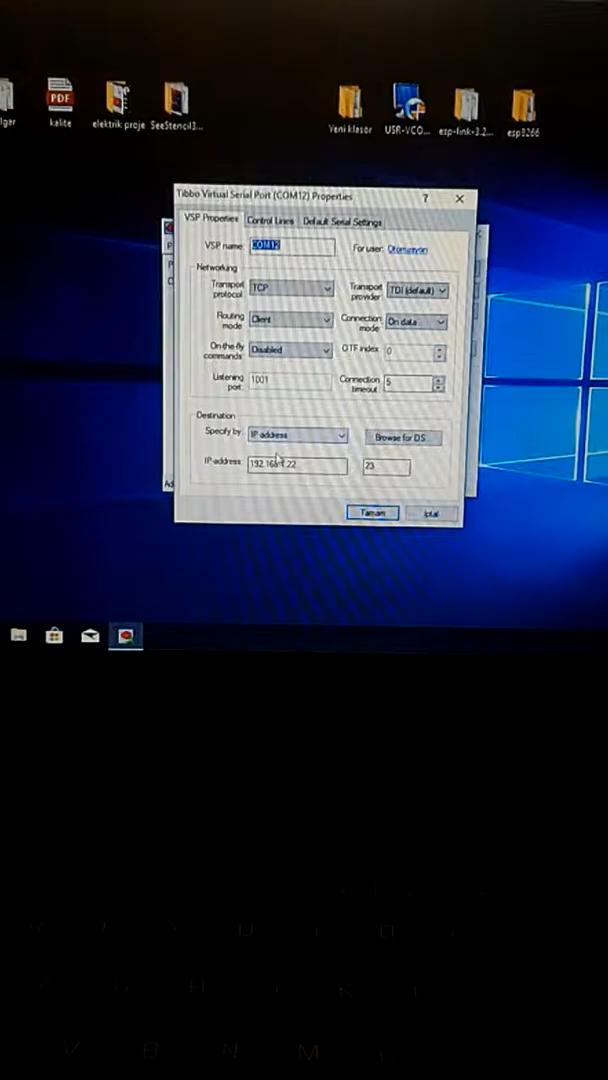 lgar
kalite
elektrik proje
SeeStencil3...
Yeni klasör
USR-VCO...
esp-link-3.2...
esp8266
Tibbo Virtual Serial Port (COM12) Properties
VSP Properties
Control Lines
Default Serial Settings
VSP name:
COM12
For user:
Otomasyon
Networking
Transport protocol:
TCP
Transport provider:
TDI (default)
Routing mode:
Client
Connection mode:
On data...
On-the-fly commands:
Disabled
OTF index:
0
Listening port:
1001
Connection timeout:
5
Destination
Specify by:
IP-address
Browse for DS
IP-address:
23
Tamam
İptal
PDF